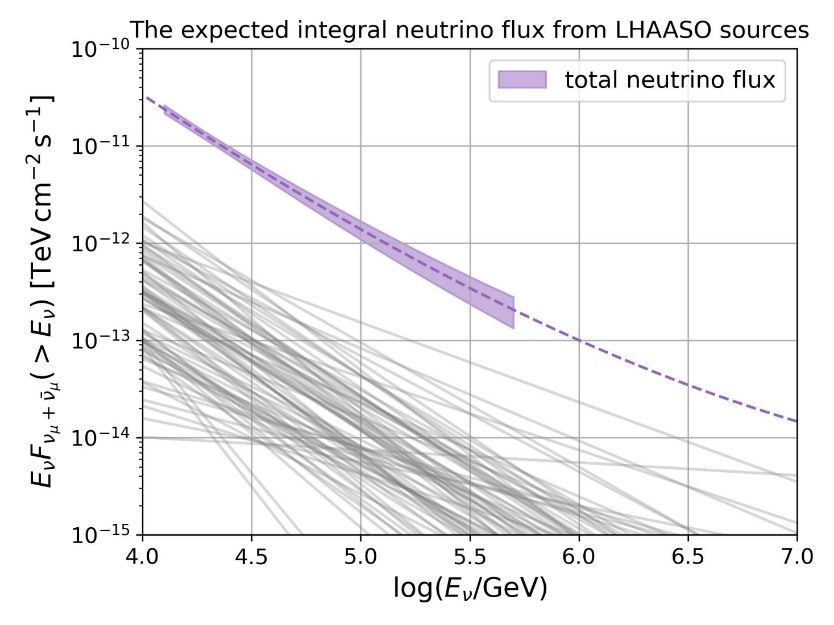 The expected integral neutrino flux from LHAASO sources
total neutrino flux
E_ν F_{ν_μ + ν̄_μ}( > E_ν) [TeV cm⁻² s⁻¹]
10⁻¹⁰
10⁻¹¹
10⁻¹²
10⁻¹³
10⁻¹⁴
10⁻¹⁵
4.0 4.5 5.0 5.5 6.0 6.5 7.0
log(E_ν/GeV)